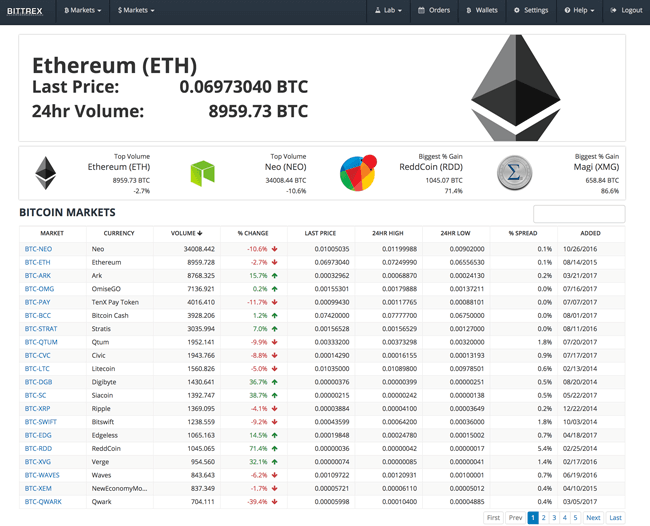 BITTREX
B Markets
$ Markets
Lab
Orders
B Wallets
Settings
Help
Logout
Ethereum (ETH)
Last Price: 0.06973040 BTC
24hr Volume: 8959.73 BTC
Top Volume
Ethereum (ETH)
8959.73 BTC
-2.7%
Top Volume
Neo (NEO)
34008.44 BTC
-10.6%
Biggest % Gain
ReddCoin (RDD)
1045.07 BTC
71.4%
Biggest % Gain
Magi (XMG)
658.84 BTC
86.6%
BITCOIN MARKETS
MARKET CURRENCY VOLUME % CHANGE LAST PRICE 24HR HIGH 24HR LOW % SPREAD ADDED
BTC-NEO Neo 34008.442 -10.6% 0.01005035 0.01199988 0.00902000 0.1% 10/26/2016
BTC-ETH Ethereum 8959.728 -2.7% 0.06973040 0.07249990 0.06556530 0.1% 08/14/2015
BTC-ARK Ark 8768.325 15.7% 0.00032962 0.00068870 0.00024130 0.2% 03/21/2017
BTC-OMG OmiseGO 7136.921 0.2% 0.00155301 0.00179888 0.00137211 0.0% 07/16/2017
BTC-PAY TenX Pay Token 4016.410 -11.7% 0.00099430 0.00117765 0.00088101 0.0% 07/07/2017
BTC-BCC Bitcoin Cash 3928.206 1.2% 0.07420000 0.07777700 0.06750000 0.0% 08/01/2017
BTC-STRAT Stratis 3035.994 7.0% 0.00156528 0.00156529 0.00127000 0.0% 08/11/2016
BTC-QTUM Qtum 1952.141 -9.9% 0.00333200 0.00373298 0.00320000 1.8% 07/20/2017
BTC-CVC Civic 1943.766 -8.8% 0.00014290 0.00016155 0.00013193 0.9% 07/17/2017
BTC-LTC Litecoin 1560.826 -5.0% 0.01035000 0.01089800 0.00978501 0.6% 02/13/2014
BTC-DGB Digibyte 1430.641 36.7% 0.00000376 0.00000399 0.00000251 0.5% 08/20/2014
BTC-SC Siacoin 1392.747 38.7% 0.00000215 0.00000242 0.00000138 0.5% 05/22/2017
BTC-XRP Ripple 1369.095 -4.1% 0.00003884 0.00004100 0.00003649 0.2% 12/22/2014
BTC-SWIFT Bitswift 1238.559 -9.2% 0.00043599 0.00064200 0.00036000 1.8% 10/03/2014
BTC-EDG Edgeless 1065.163 14.5% 0.00019848 0.00024780 0.00015002 0.7% 04/18/2017
BTC-RDD ReddCoin 1045.065 71.4% 0.00000036 0.00000042 0.00000017 5.4% 02/25/2014
BTC-XVG Verge 954.560 32.1% 0.00000074 0.00000085 0.00000041 1.4% 02/17/2016
BTC-WAVES Waves 843.643 -6.2% 0.00109722 0.00120931 0.00100001 0.7% 06/19/2016
BTC-XEM NewEconomyMo... 837.349 -1.7% 0.00005721 0.00006110 0.00005012 0.4% 04/10/2015
BTC-QWARK Qwark 704.111 -39.4% 0.00005998 0.00010400 0.00004885 0.4% 03/05/2017
First Prev 1 2 3 4 5 Next Last